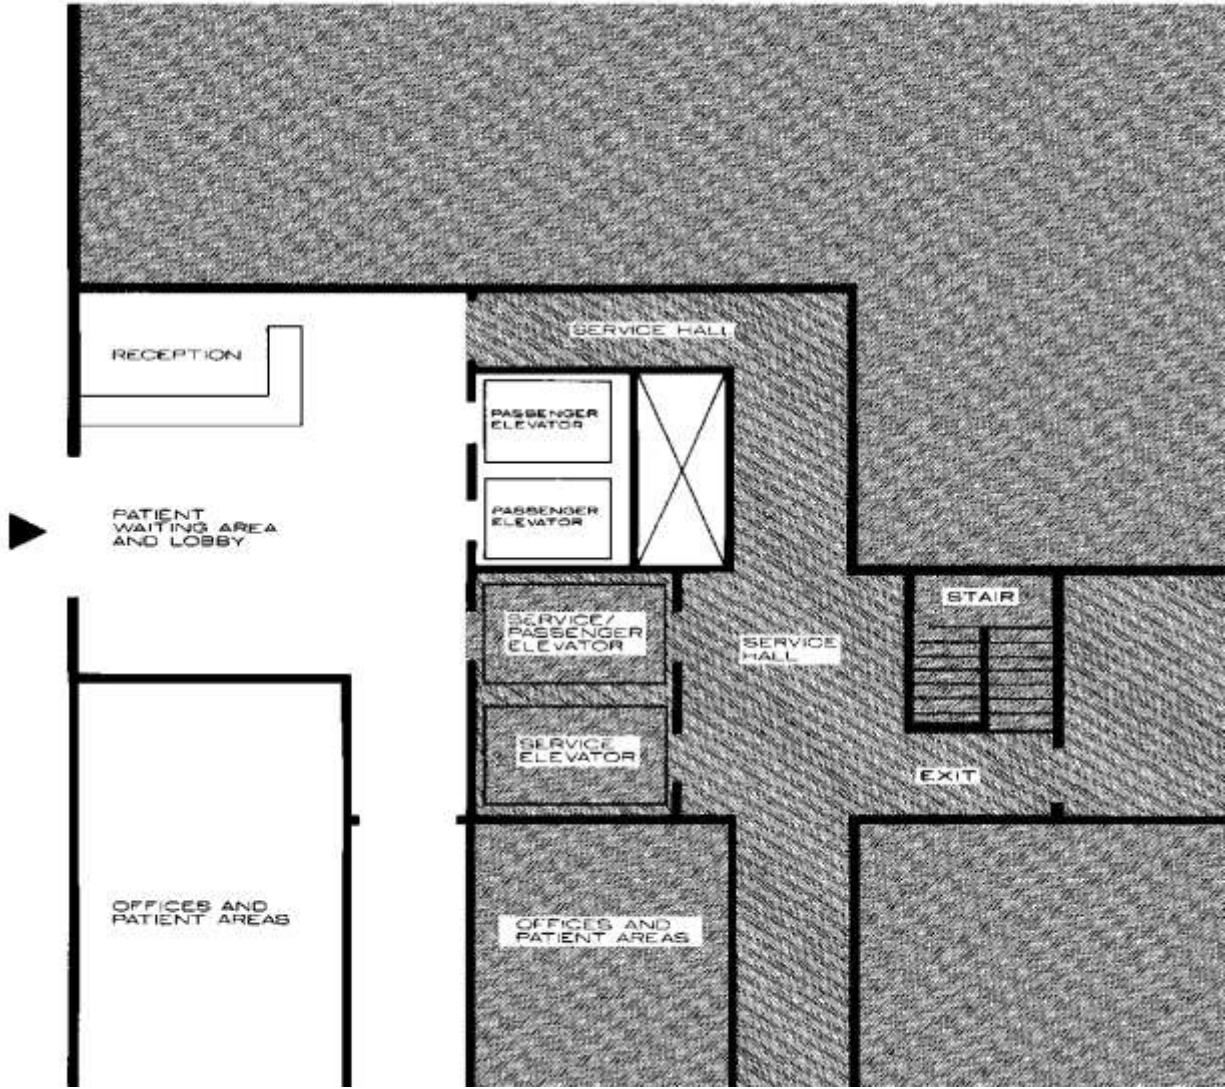 SERVICE HALL
RECEPTION
PASSENGER
ELEVATOR
PATIENT
WAITING AREA
AND LOBBY
PASSENGER
ELEVATOR
STAIR
SERVICE/
PASSENGER
ELEVATOR
SERVICE
HALL
SERVICE
ELEVATOR
EXIT
OFFICES AND
PATIENT AREAS
OFFICES AND
PATIENT AREAS